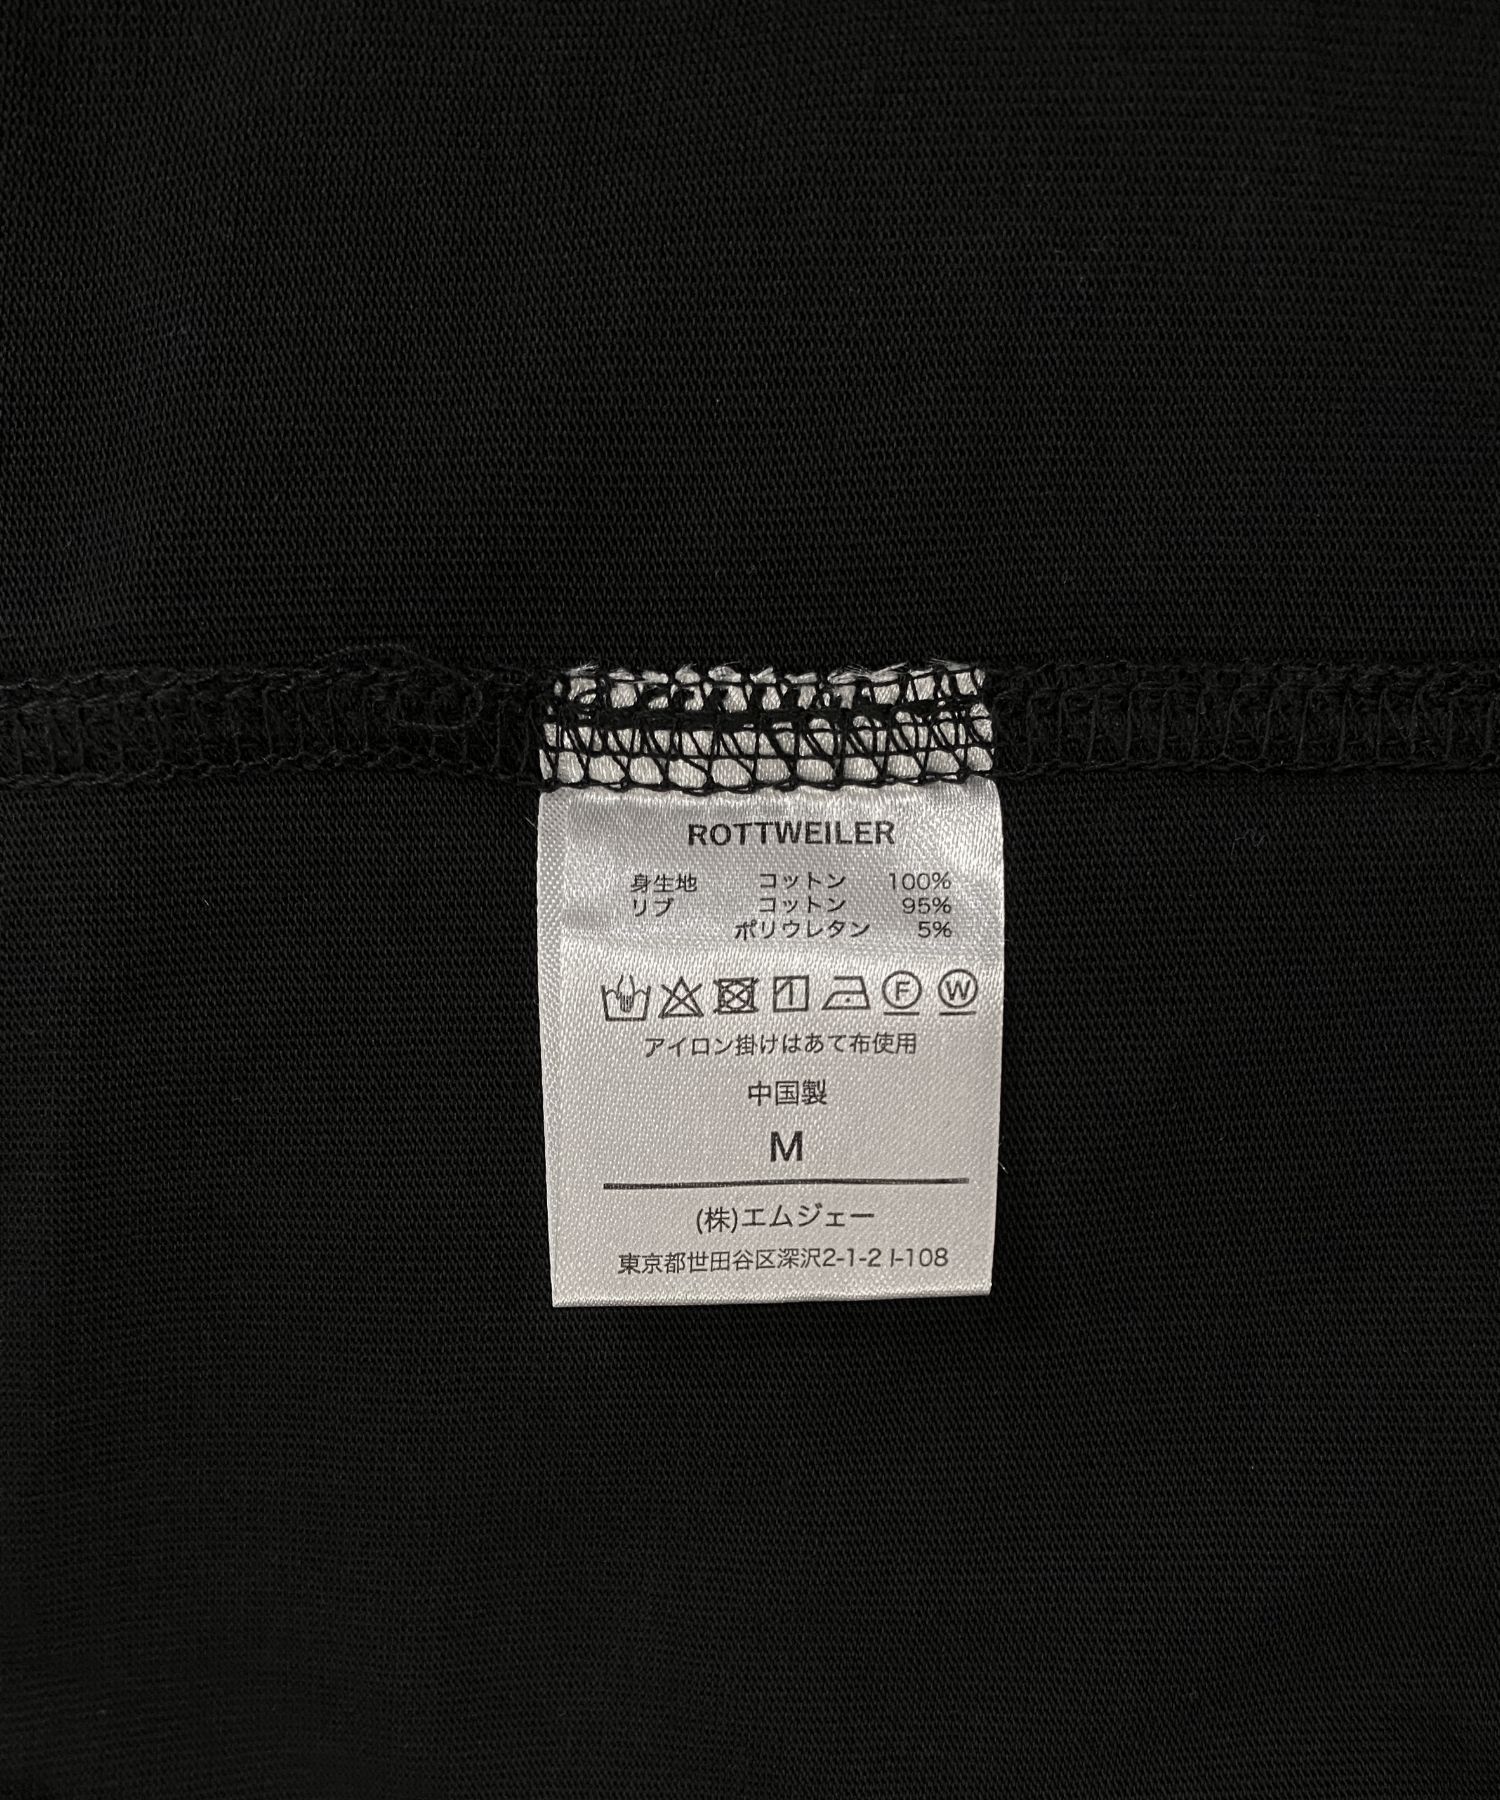 ROTTWEILER
身生地 コットン 100%
リブ コットン 95%
ポリウレタン 5%
F W
アイロン掛けはあて布使用
中国製
M
(株)エムジェー
東京都世田谷区深沢2-1-2 I-108